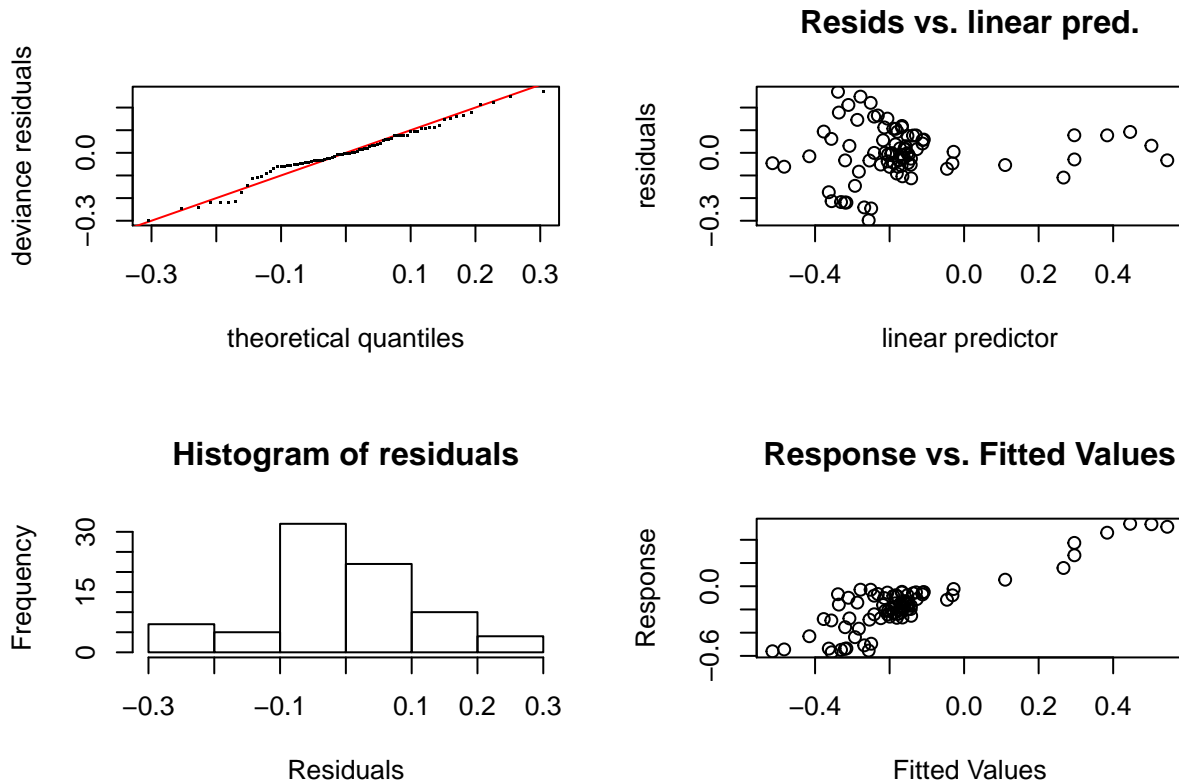 deviance residuals
0.0
−0.3
−0.3 −0.1 0.1 0.2 0.3
theoretical quantiles
Resids vs. linear pred.
residuals
0.0
−0.3
−0.4 0.0 0.2 0.4
linear predictor
Histogram of residuals
Frequency
30
15
0
−0.3 −0.1 0.1 0.2 0.3
Residuals
Response vs. Fitted Values
Response
0.0
−0.6
−0.4 0.0 0.2 0.4
Fitted Values